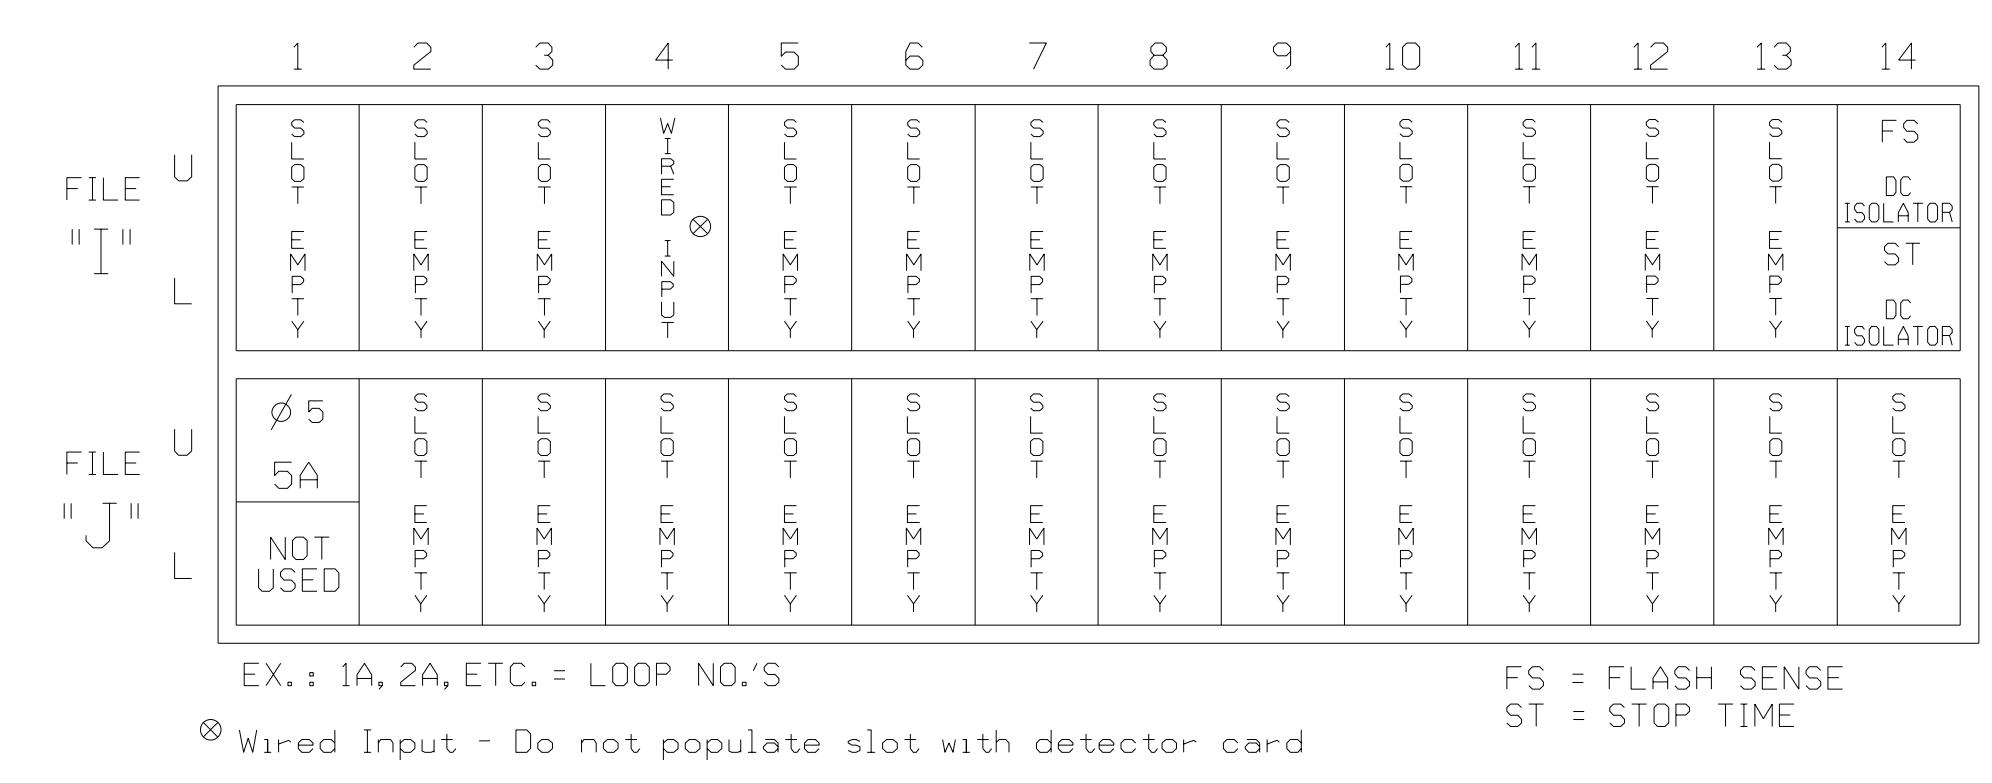 1 2 3 4 5 6 7 8 9 10 11 12 13 14
FILE "I"
U
L
SLOT EMPTY
SLOT EMPTY
SLOT EMPTY
WIRED INPUT ⊗
SLOT EMPTY
SLOT EMPTY
SLOT EMPTY
SLOT EMPTY
SLOT EMPTY
SLOT EMPTY
SLOT EMPTY
SLOT EMPTY
SLOT EMPTY
FS
DC
ISOLATOR
ST
DC
ISOLATOR
FILE "J"
U
L
Ø 5
5A
NOT
USED
SLOT EMPTY
SLOT EMPTY
SLOT EMPTY
SLOT EMPTY
SLOT EMPTY
SLOT EMPTY
SLOT EMPTY
SLOT EMPTY
SLOT EMPTY
SLOT EMPTY
SLOT EMPTY
SLOT EMPTY
SLOT EMPTY
EX.: 1A, 2A, ETC. = LOOP NO.'S
FS = FLASH SENSE
ST = STOP TIME
⊗ Wired Input - Do not populate slot with detector card